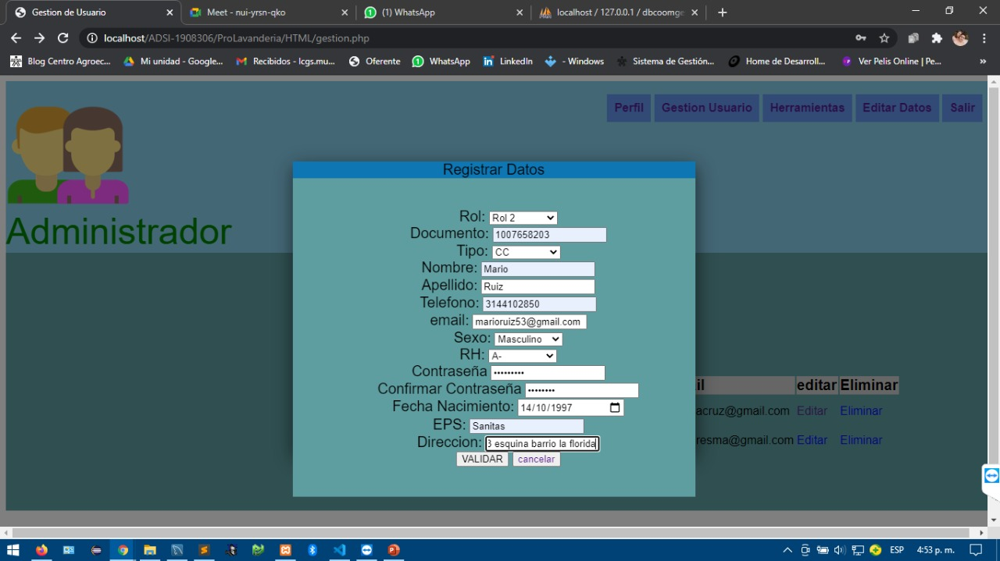 Gestion de Usuario
Meet - nui-yrsn-qko
(1) WhatsApp
localhost / 127.0.0.1 / dbcoomge
localhost/ADSI-1908306/ProLavanderia/HTML/gestion.php
Blog Centro Agroec...
Mi unidad - Google...
Recibidos - lcgs.mu...
Oferente
WhatsApp
LinkedIn
- Windows
Sistema de Gestión...
Home de Desarroll...
Ver Pelis Online | Pe...
»
Perfil
Gestion Usuario
Herramientas
Editar Datos
Salir
Administrador
Registrar Datos
Rol: Rol 2
Documento: 1007658203
Tipo: CC
Nombre: Mario
Apellido: Ruiz
Telefono: 3144102850
email: marioruiz53@gmail.com
Sexo: Masculino
RH: A-
Contraseña •••••••••
Confirmar Contraseña ••••••••
Fecha Nacimiento: 14/10/1997
EPS: Sanitas
Direccion: 3 esquina barrio la florida
VALIDAR cancelar
il editar Eliminar
acruz@gmail.com Editar Eliminar
resma@gmail.com Editar Eliminar
ESP
4:53 p. m.